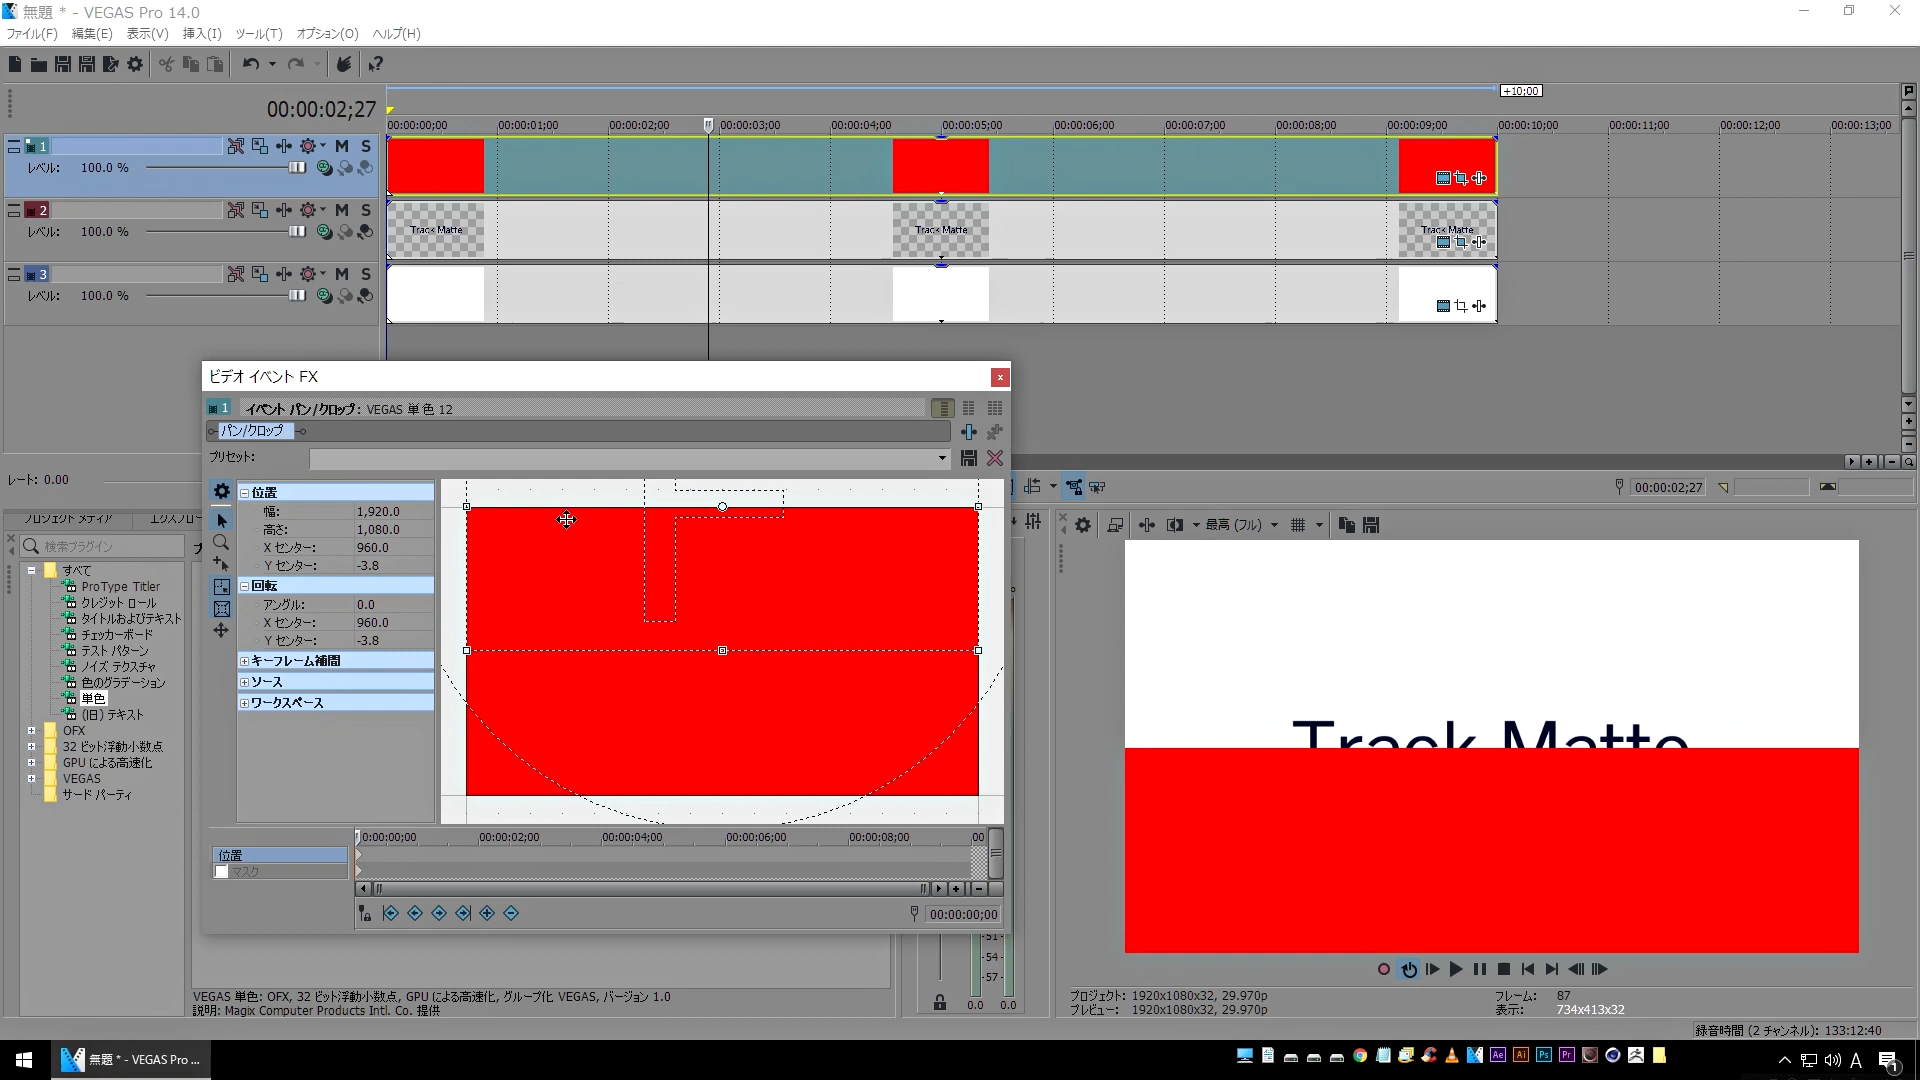 無題 * - VEGAS Pro 14.0
ファイル(F) 編集(E) 表示(V) 挿入(I) ツール(T) オプション(O) ヘルプ(H)
00:00:02;27
+10;00
00:00:00;00 00:00:01;00 00:00:02;00 00:00:03;00 00:00:04;00 00:00:05;00 00:00:06;00 00:00:07;00 00:00:08;00 00:00:09;00 00:00:10;00 00:00:11;00 00:00:12;00 00:00:13;00
1 M S
レベル: 100.0 %
2 M S
レベル: 100.0 %
Track Matte Track Matte Track Matte
3 M S
レベル: 100.0 %
レート: 0.00
00:00:02;27
ビデオ イベント FX
1 イベント パン/クロップ: VEGAS 単色 12
パン/クロップ
プリセット:
位置
幅: 1,920.0
高さ: 1,080.0
X センター: 960.0
Y センター: -3.8
回転
アングル: 0.0
X センター: 960.0
Y センター: -3.8
キーフレーム補間
ソース
ワークスペース
0:00:00;00 00:00:02;00 00:00:04;00 00:00:06;00 00:00:08;00 00
位置
マスク
00:00:00;00
プロジェクト メディア エクスプロー
検索プラグイン
すべて
ProType Titler
クレジット ロール
タイトルおよびテキスト
チェッカーボード
テスト パターン
ノイズ テクスチャ
色のグラデーション
単色
(旧) テキスト
OFX
32 ビット浮動小数点
GPU による高速化
VEGAS
サード パーティ
VEGAS 単色: OFX, 32 ビット浮動小数点, GPU による高速化, グループ化 VEGAS, バージョン 1.0
説明: Magix Computer Products Intl. Co. 提供
-51-
-54-
-57-
0.0 0.0
最高 (フル)
Track Matte
プロジェクト: 1920x1080x32, 29.970p
プレビュー: 1920x1080x32, 29.970p
フレーム: 87
表示: 734x413x32
録音時間 (2 チャンネル): 133:12:40
無題 * - VEGAS Pro ...
Ae Ai Ps Pr
A
1